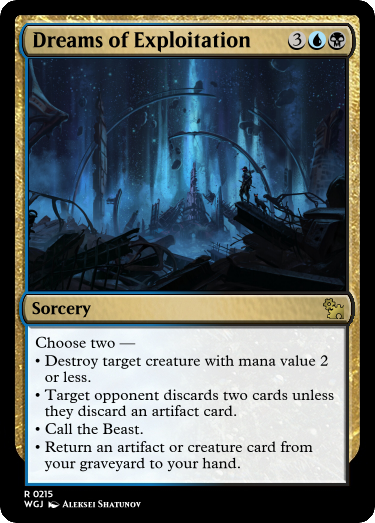 Dreams of Exploitation 3
Sorcery
Choose two —
• Destroy target creature with mana value 2
or less.
• Target opponent discards two cards unless
they discard an artifact card.
• Call the Beast.
• Return an artifact or creature card from
your graveyard to your hand.
R 0215
WGJ Aleksei Shatunov